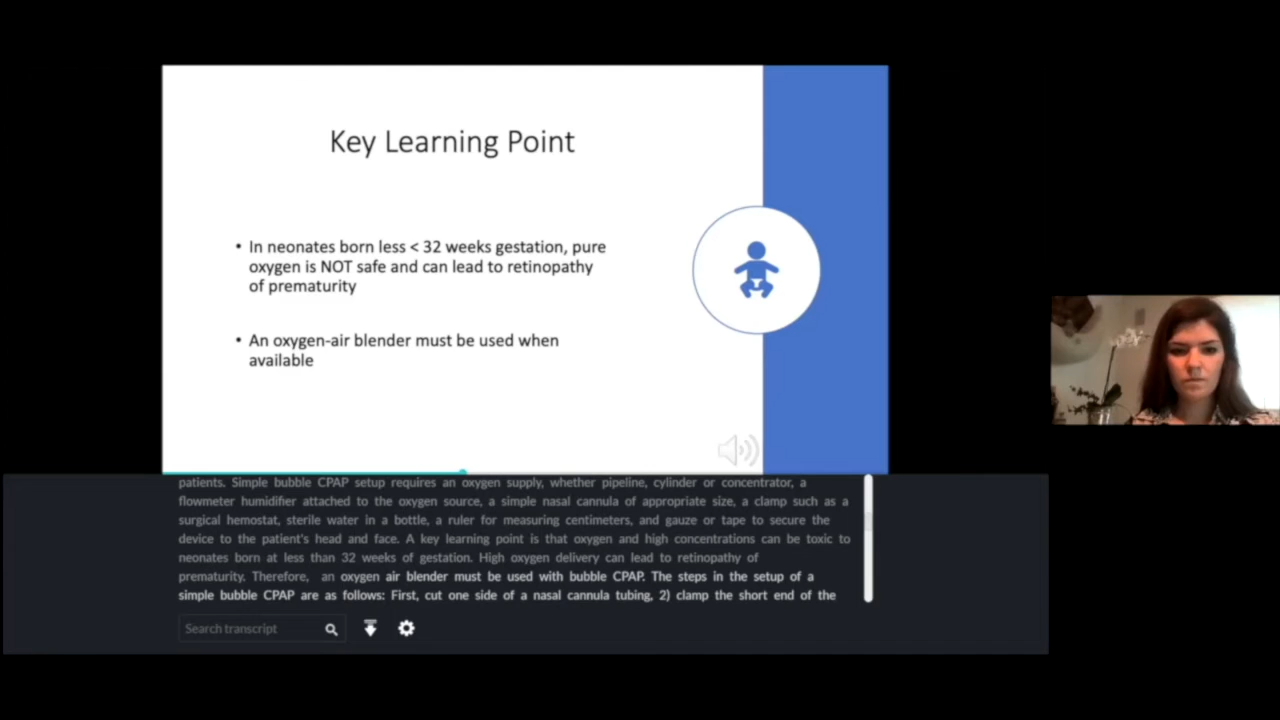 Key Learning Point
• In neonates born less < 32 weeks gestation, pure
oxygen is NOT safe and can lead to retinopathy
of prematurity
• An oxygen-air blender must be used when
available
patients. Simple bubble CPAP setup requires an oxygen supply, whether pipeline, cylinder or concentrator, a
flowmeter humidifier attached to the oxygen source, a simple nasal cannula of appropriate size, a clamp such as a
surgical hemostat, sterile water in a bottle, a ruler for measuring centimeters, and gauze or tape to secure the
device to the patient's head and face. A key learning point is that oxygen and high concentrations can be toxic to
neonates born at less than 32 weeks of gestation. High oxygen delivery can lead to retinopathy of
prematurity. Therefore, an oxygen air blender must be used with bubble CPAP. The steps in the setup of a
simple bubble CPAP are as follows: First, cut one side of a nasal cannula tubing, 2) clamp the short end of the
Search transcript